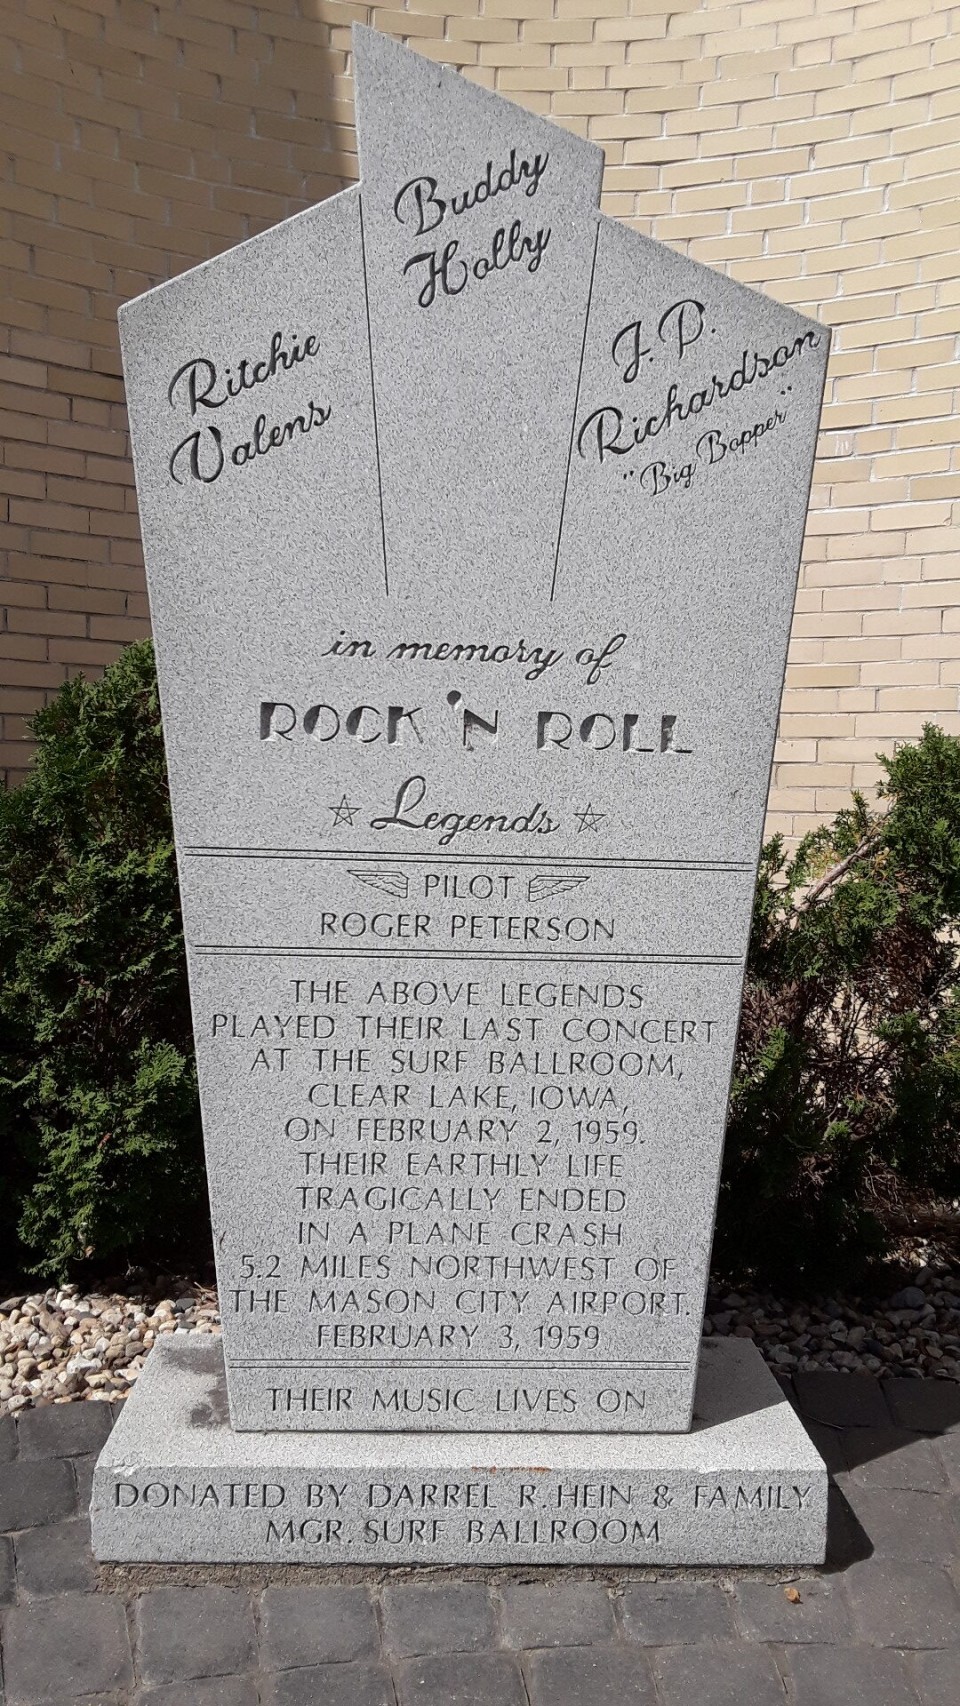 Buddy
Holly
Ritchie
Valens
J. P.
Richardson
"Big Bopper"
in memory of
ROCK 'N ROLL
Legends
PILOT
ROGER PETERSON
THE ABOVE LEGENDS
PLAYED THEIR LAST CONCERT
AT THE SURF BALLROOM,
CLEAR LAKE, IOWA,
ON FEBRUARY 2, 1959.
THEIR EARTHLY LIFE
TRAGICALLY ENDED
IN A PLANE CRASH
5.2 MILES NORTHWEST OF
THE MASON CITY AIRPORT.
FEBRUARY 3, 1959
THEIR MUSIC LIVES ON
DONATED BY DARREL R. HEIN & FAMILY
MGR. SURF BALLROOM